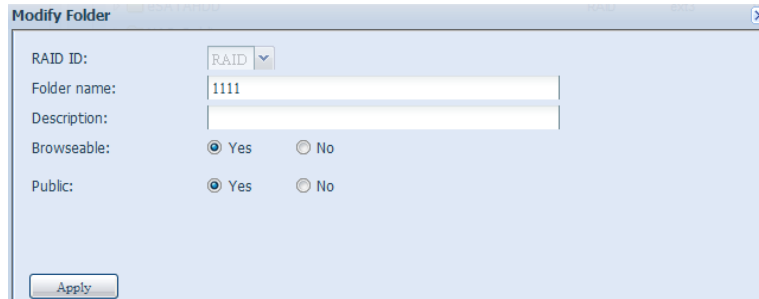 Modify Folder
RAID ID: RAID
Folder name: 1111
Description:
Browseable: Yes No
Public: Yes No
Apply